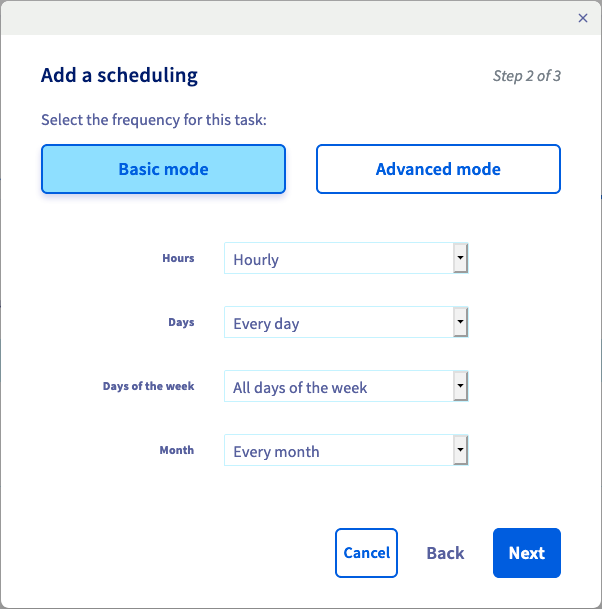 Add a scheduling
Step 2 of 3
Select the frequency for this task:
Basic mode
Advanced mode
Hours
Hourly
Days
Every day
Days of the week
All days of the week
Month
Every month
Cancel
Back
Next